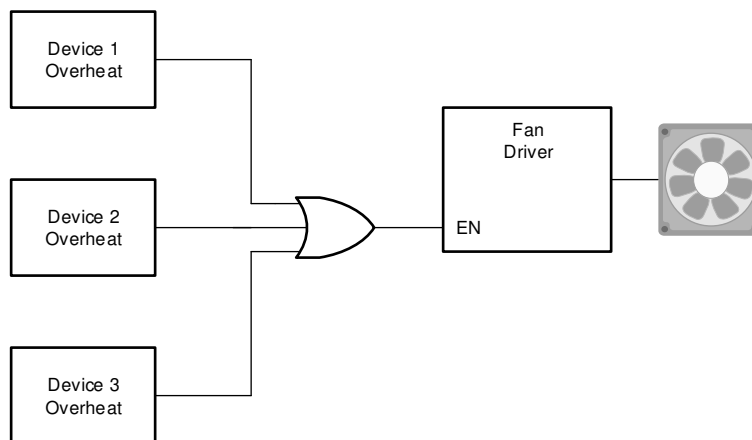 Device 1
Overheat
Device 2
Overheat
Device 3
Overheat
Fan
Driver
EN